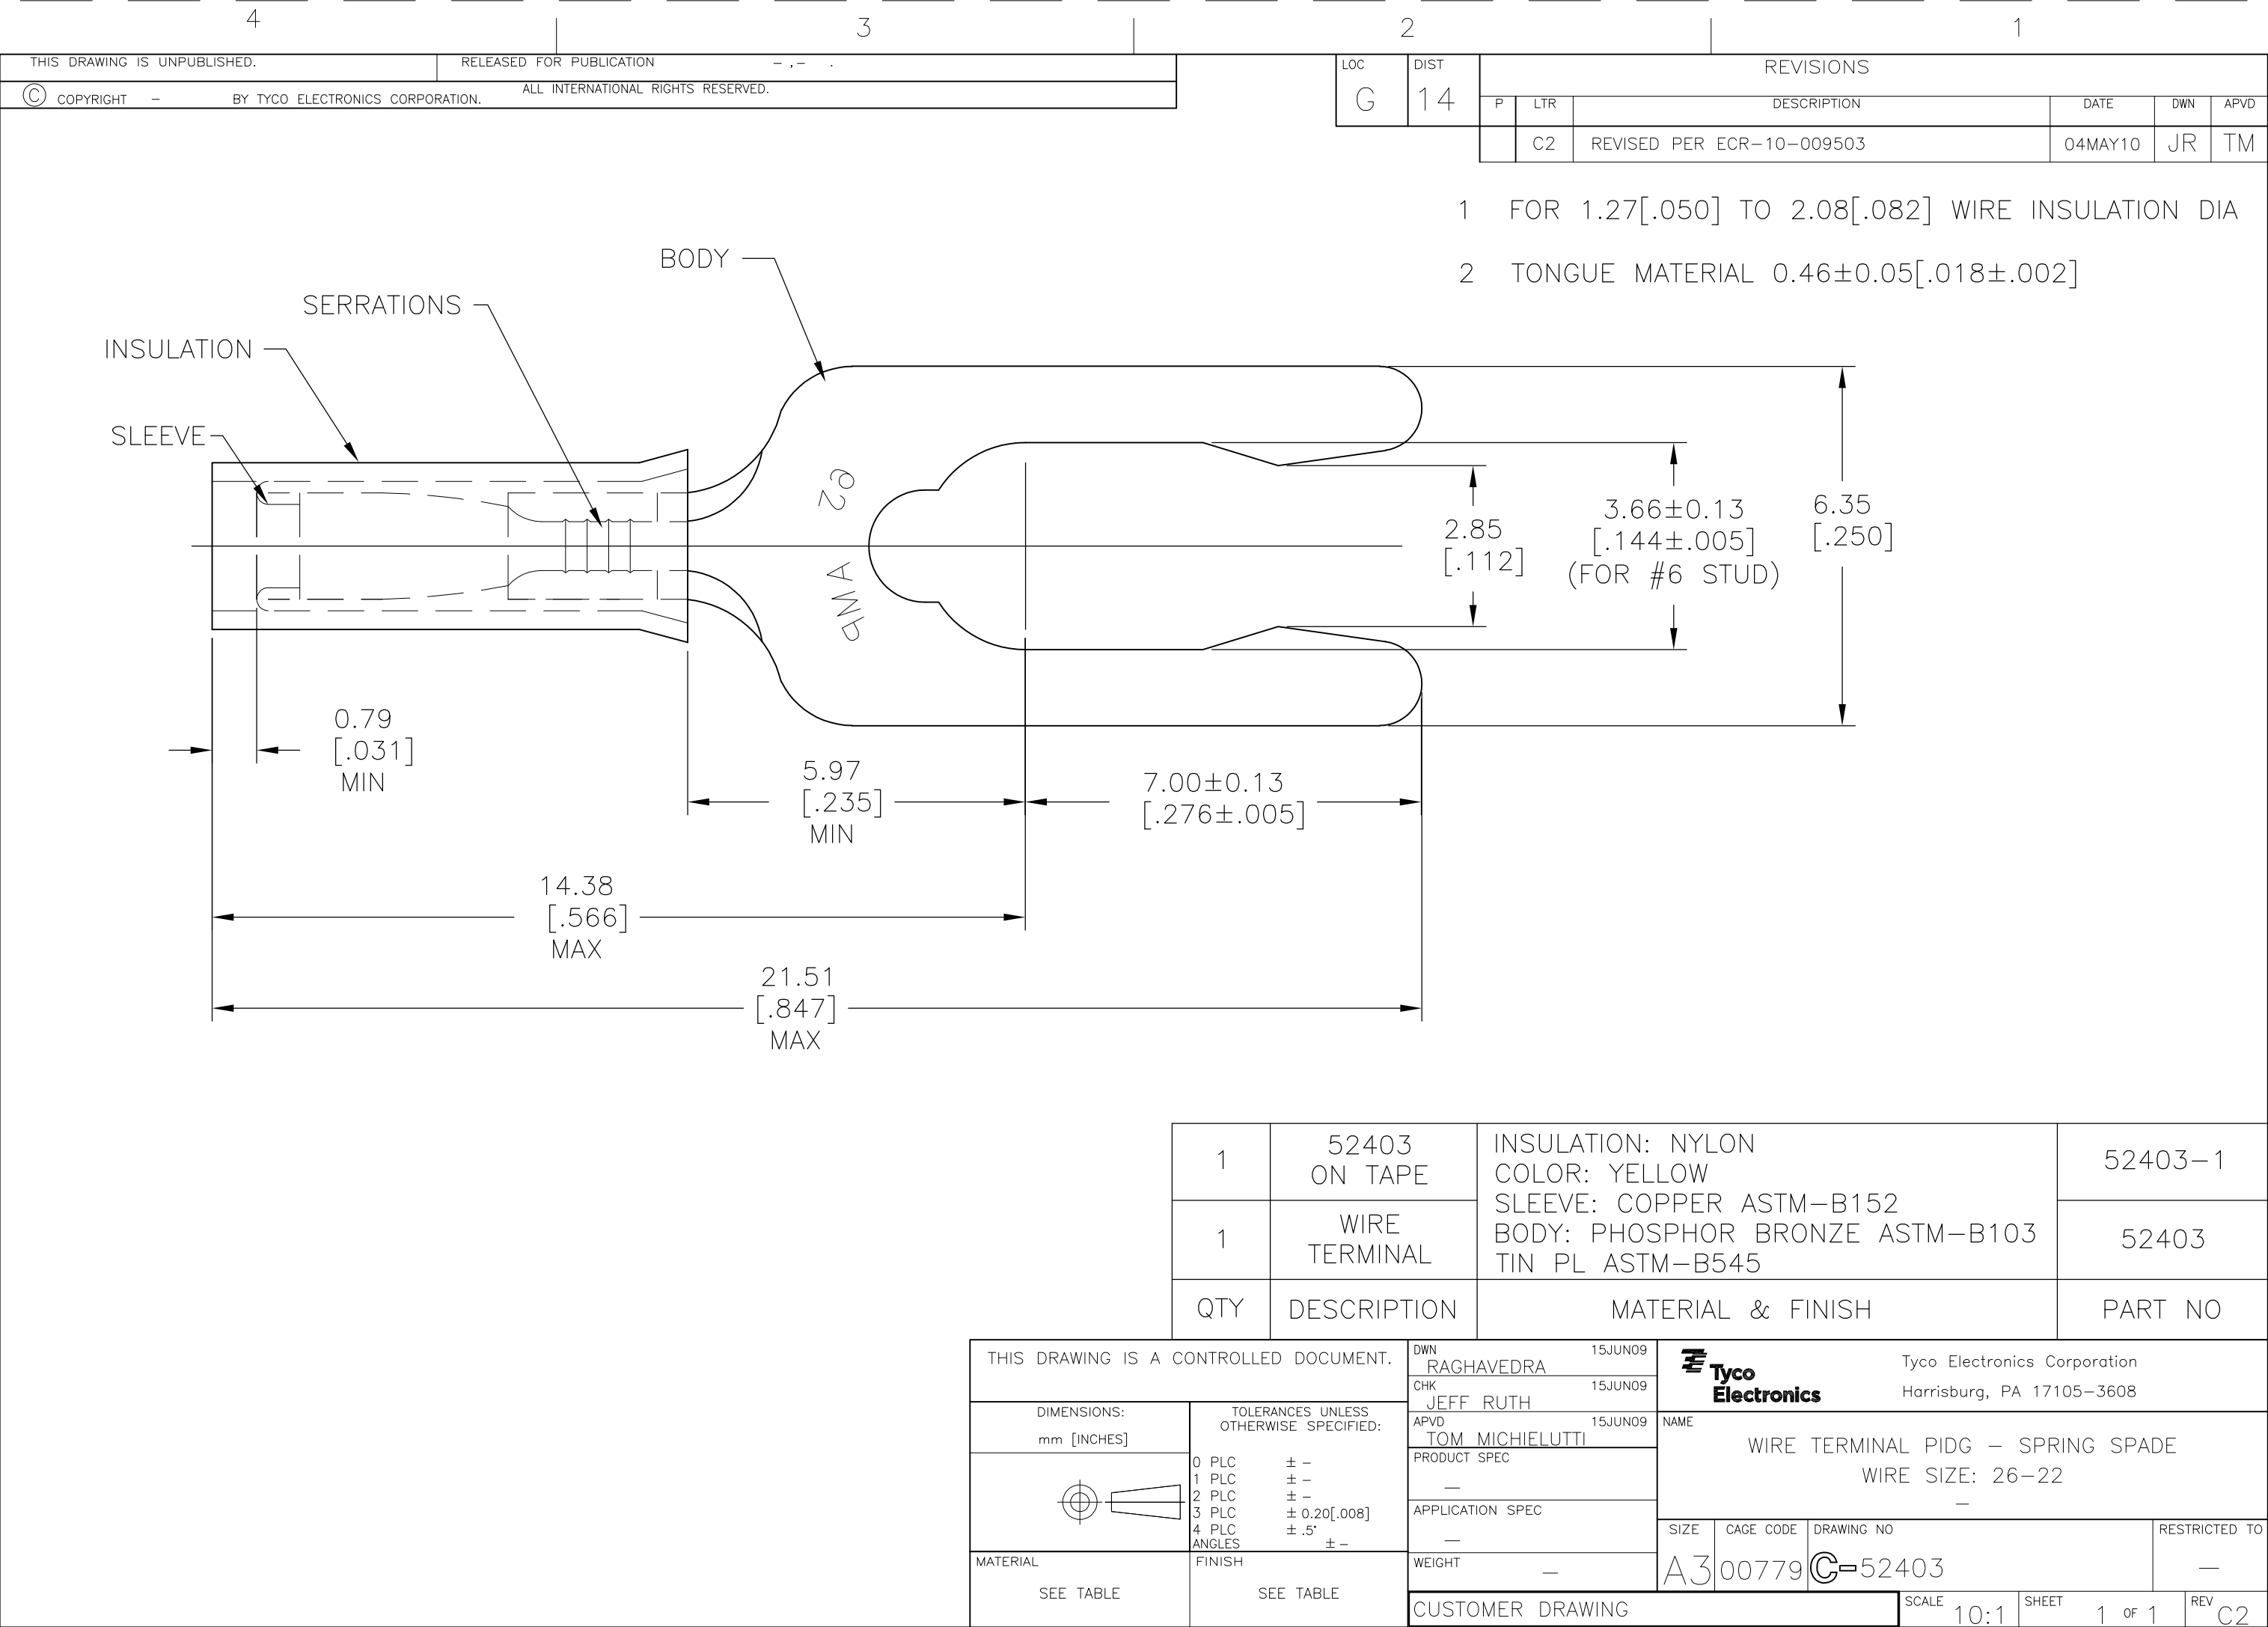 4 3 2 1
THIS DRAWING IS UNPUBLISHED. RELEASED FOR PUBLICATION – ,– .
© COPYRIGHT – BY TYCO ELECTRONICS CORPORATION. ALL INTERNATIONAL RIGHTS RESERVED.
LOC DIST REVISIONS
G 14
P LTR DESCRIPTION DATE DWN APVD
C2 REVISED PER ECR–10–009503 04MAY10 JR TM
1 FOR 1.27[.050] TO 2.08[.082] WIRE INSULATION DIA
2 TONGUE MATERIAL 0.46±0.05[.018±.002]
BODY
SERRATIONS
INSULATION
SLEEVE
22
AMP
2.85
[.112]
3.66±0.13
[.144±.005]
(FOR #6 STUD)
6.35
[.250]
0.79
[.031]
MIN
5.97
[.235]
MIN
7.00±0.13
[.276±.005]
14.38
[.566]
MAX
21.51
[.847]
MAX
1 52403 ON TAPE 52403–1
1 WIRE TERMINAL 52403
INSULATION: NYLON
COLOR: YELLOW
SLEEVE: COPPER ASTM–B152
BODY: PHOSPHOR BRONZE ASTM–B103
TIN PL ASTM–B545
QTY DESCRIPTION MATERIAL & FINISH PART NO
THIS DRAWING IS A CONTROLLED DOCUMENT.
DIMENSIONS:
mm [INCHES]
TOLERANCES UNLESS
OTHERWISE SPECIFIED:
0 PLC ± –
1 PLC ± –
2 PLC ± –
3 PLC ± 0.20[.008]
4 PLC ± .5°
ANGLES ± –
MATERIAL
SEE TABLE
FINISH
SEE TABLE
DWN 15JUN09
RAGHAVEDRA
CHK 15JUN09
JEFF RUTH
APVD 15JUN09
TOM MICHIELUTTI
PRODUCT SPEC
–
APPLICATION SPEC
–
WEIGHT –
CUSTOMER DRAWING
Tyco
Electronics
Tyco Electronics Corporation
Harrisburg, PA 17105–3608
NAME
WIRE TERMINAL PIDG – SPRING SPADE
WIRE SIZE: 26–22
–
SIZE CAGE CODE DRAWING NO RESTRICTED TO
A3 00779 C–52403 –
SCALE 10:1 SHEET 1 OF 1 REV C2